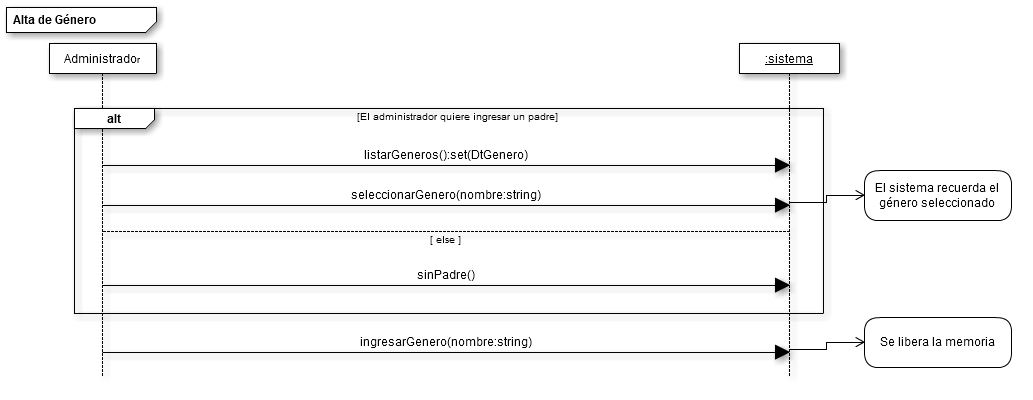 Alta de Género
Administrador
:sistema
alt
[El administrador quiere ingresar un padre]
listarGeneros():set(DtGenero)
seleccionarGenero(nombre:string)
El sistema recuerda el
género seleccionado
[ else ]
sinPadre()
ingresarGenero(nombre:string)
Se libera la memoria